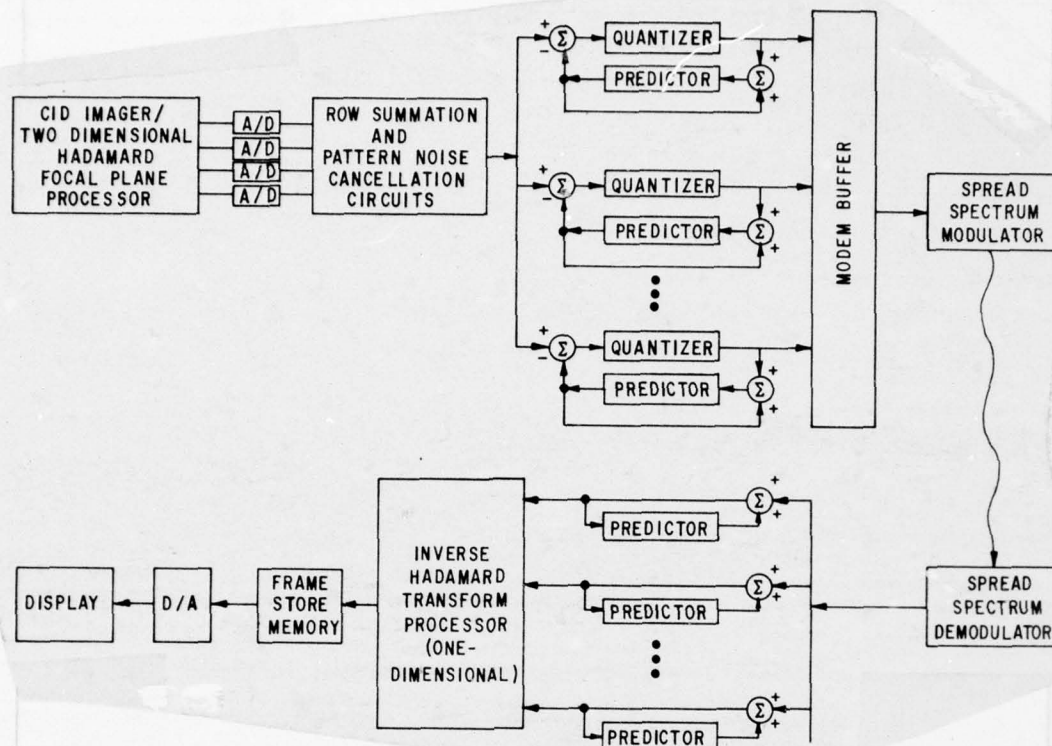 CID IMAGER/
TWO DIMENSIONAL
HADAMARD
FOCAL PLANE
PROCESSOR
A/D
A/D
A/D
A/D
ROW SUMMATION
AND
PATTERN NOISE
CANCELLATION
CIRCUITS
+
−
Σ
QUANTIZER
PREDICTOR
+
Σ
+
+
−
Σ
QUANTIZER
PREDICTOR
+
Σ
+
+
−
Σ
QUANTIZER
PREDICTOR
+
Σ
+
MODEM BUFFER
SPREAD
SPECTRUM
MODULATOR
SPREAD
SPECTRUM
DEMODULATOR
+
Σ
+
PREDICTOR
+
Σ
+
PREDICTOR
+
Σ
+
PREDICTOR
INVERSE
HADAMARD
TRANSFORM
PROCESSOR
(ONE-
DIMENSIONAL)
FRAME
STORE
MEMORY
D/A
DISPLAY